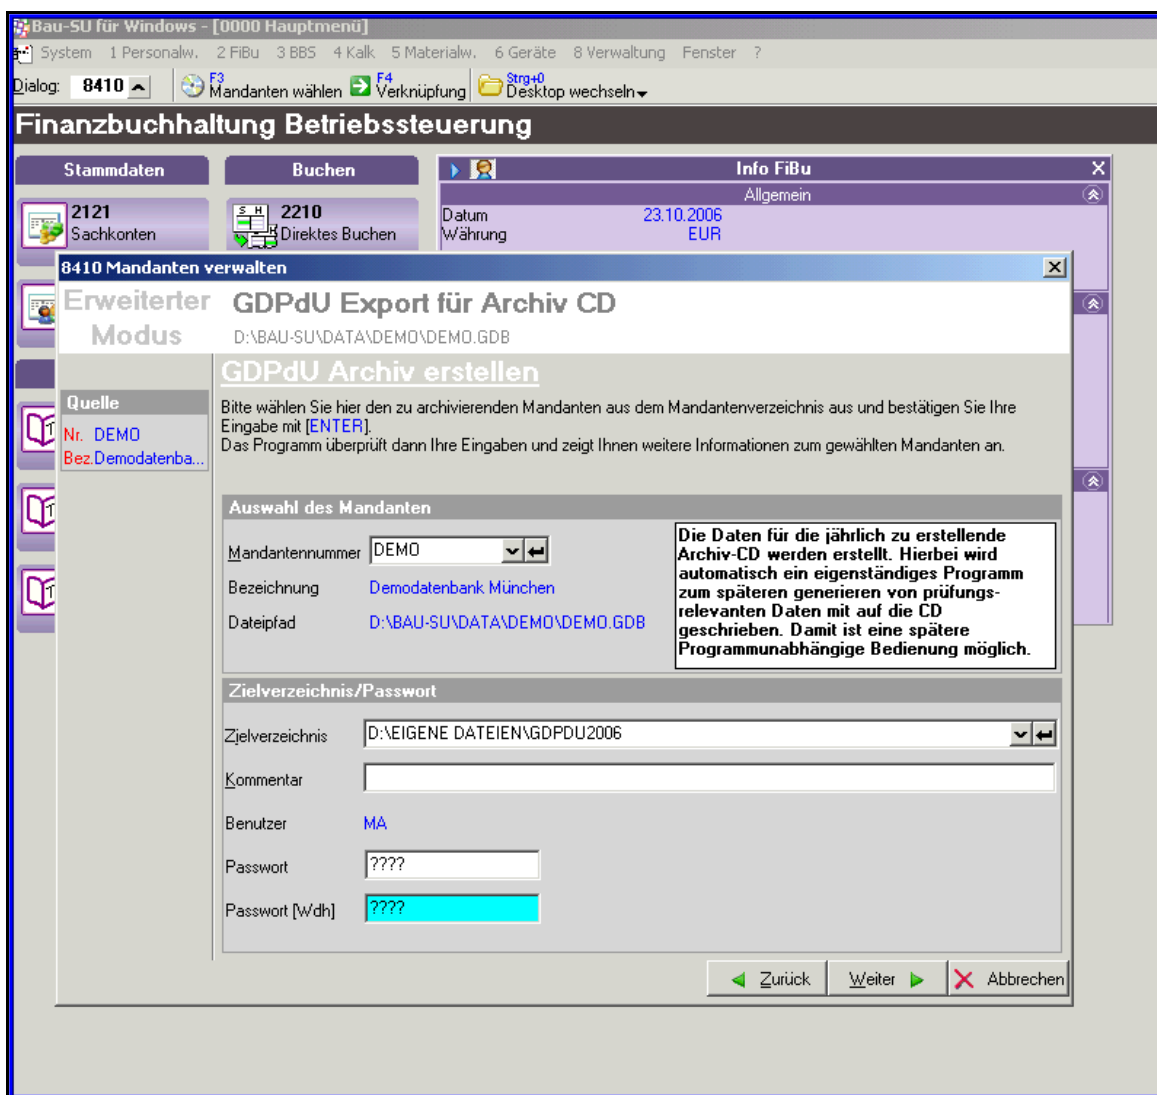 Bau-SU für Windows - [0000 Hauptmenü]
System 1 Personalw. 2 FiBu 3 BBS 4 Kalk 5 Materialw. 6 Geräte 8 Verwaltung Fenster ?
Dialog: 8410 F3 Mandanten wählen F4 Verknüpfung Strg+0 Desktop wechseln
Finanzbuchhaltung Betriebssteuerung
Stammdaten Buchen Info FiBu
Allgemein
2121 2210 Datum 23.10.2006
Sachkonten S H Direktes Buchen Währung EUR
8410 Mandanten verwalten
Erweiterter Modus
GDPdU Export für Archiv CD
D:\BAU-SU\DATA\DEMO\DEMO.GDB
GDPdU Archiv erstellen
Quelle
Nr. DEMO
Bez.Demodatenba...
Bitte wählen Sie hier den zu archivierenden Mandanten aus dem Mandantenverzeichnis aus und bestätigen Sie Ihre
Eingabe mit [ENTER].
Das Programm überprüft dann Ihre Eingaben und zeigt Ihnen weitere Informationen zum gewählten Mandanten an.
Auswahl des Mandanten
Mandantennummer DEMO
Bezeichnung Demodatenbank München
Dateipfad D:\BAU-SU\DATA\DEMO\DEMO.GDB
Die Daten für die jährlich zu erstellende
Archiv-CD werden erstellt. Hierbei wird
automatisch ein eigenständiges Programm
zum späteren generieren von prüfungs-
relevanten Daten mit auf die CD
geschrieben. Damit ist eine spätere
Programmunabhängige Bedienung möglich.
Zielverzeichnis/Passwort
Zielverzeichnis D:\EIGENE DATEIEN\GDPDU2006
Kommentar
Benutzer MA
Passwort ????
Passwort [Wdh] ????
Zurück Weiter Abbrechen